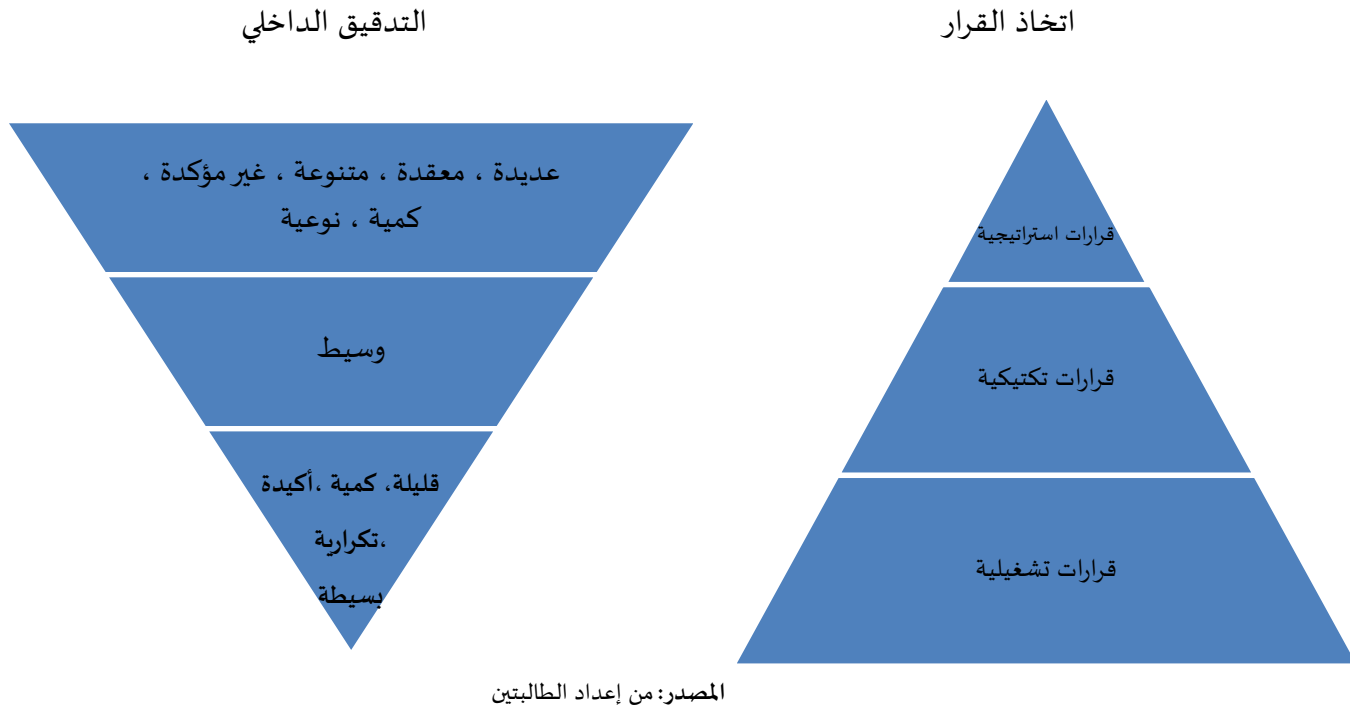 اتخاذ القرار
التدقيق الداخلي
قرارات استراتيجية
قرارات تكتيكية
قرارات تشغيلية
عديدة ، معقدة ، متنوعة ، غير مؤكدة ،
كمية ، نوعية
وسيط
قليلة، كمية ،أكيدة
،تكرارية
بسيطة
المصدر: من إعداد الطالبتين